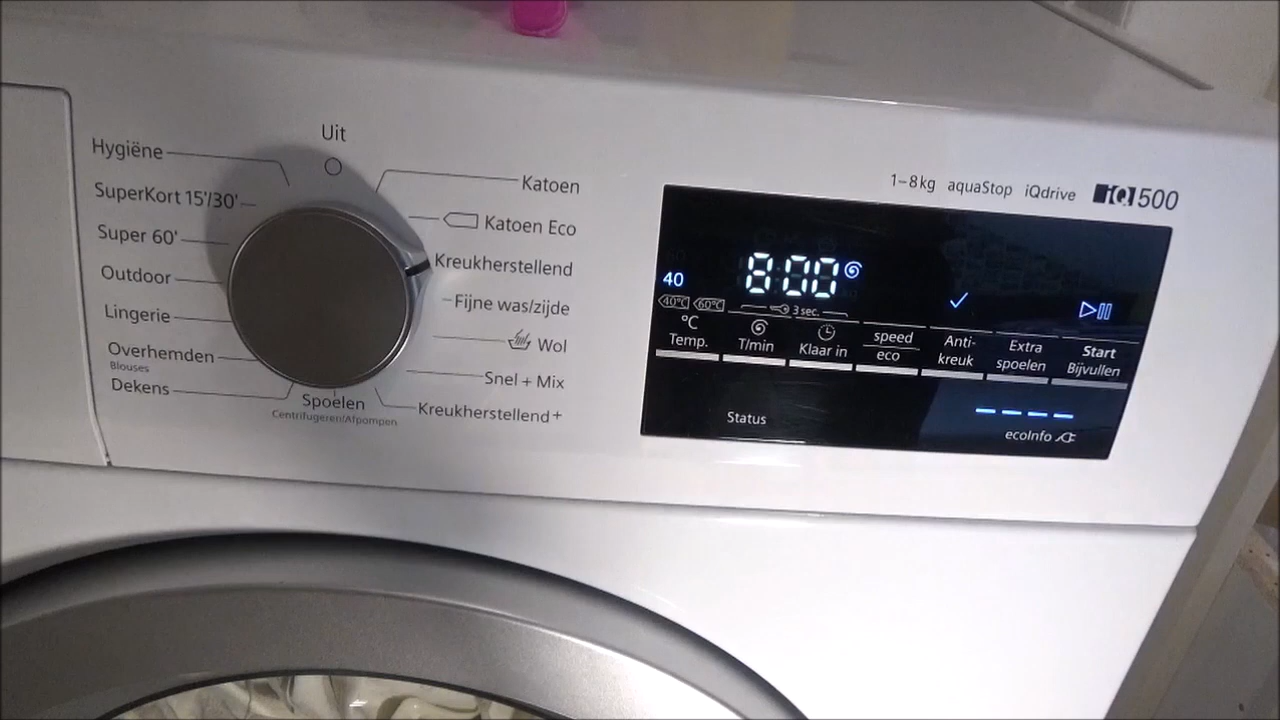 Uit
Hygiëne
SuperKort 15'/30'
Super 60'
Outdoor
Lingerie
Overhemden
Blouses
Dekens
Spoelen
Centrifugeren/Afpompen
Katoen
Katoen Eco
Kreukherstellend
Fijne was/zijde
Wol
Snel + Mix
Kreukherstellend+
1–8kg aquaStop iQdrive iQ500
40 8:00
40°C 60°C 3 sec.
°C
Temp. T/min Klaar in speed eco Anti-kreuk Extra spoelen Start Bijvullen
Status
ecoInfo